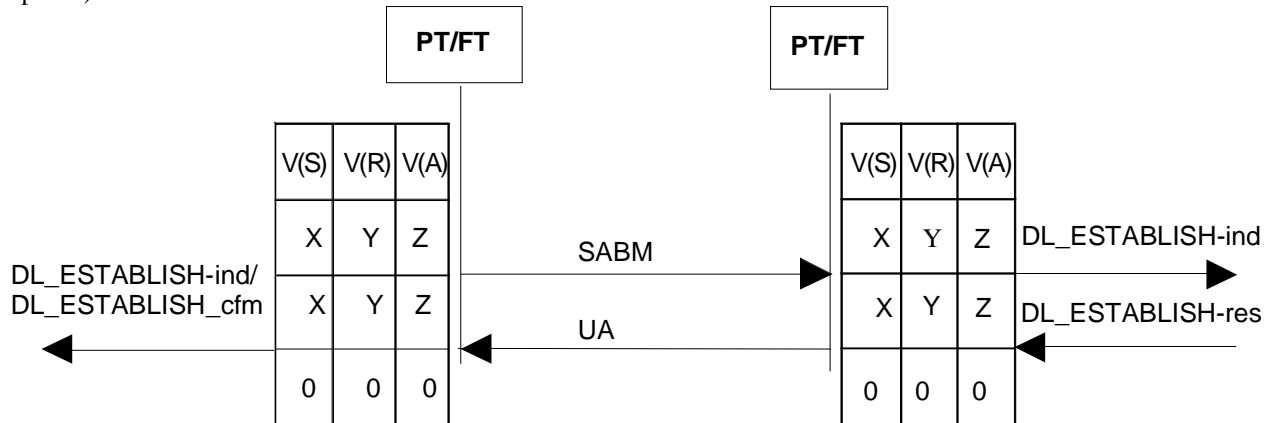 PT/FT PT/FT
V(S) V(R) V(A) V(S) V(R) V(A)
X Y Z SABM X Y Z DL_ESTABLISH-ind
DL_ESTABLISH-ind/
DL_ESTABLISH_cfm X Y Z UA X Y Z DL_ESTABLISH-res
0 0 0 0 0 0